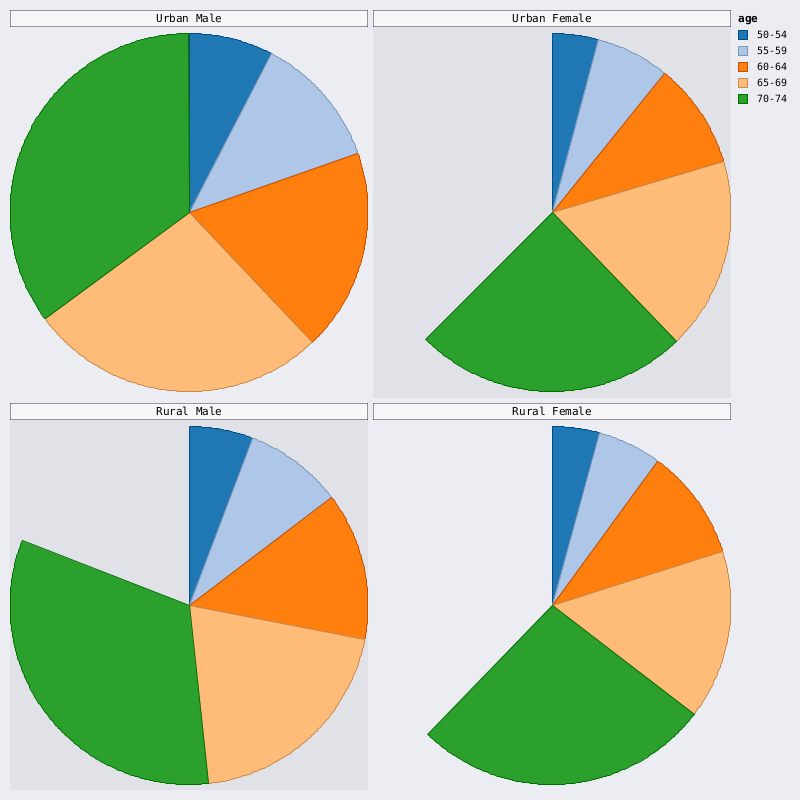 Urban Male
Urban Female
age
50-54
55-59
60-64
65-69
70-74
Rural Male
Rural Female